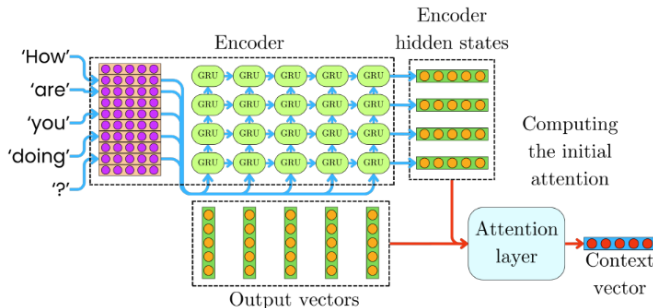 Encoder
Encoder
hidden states
'How'
'are'
'you'
'doing'
'?'
GRU GRU GRU GRU GRU
GRU GRU GRU GRU GRU
GRU GRU GRU GRU GRU
GRU GRU GRU GRU GRU
Computing
the initial
attention
Attention
layer
Output vectors
Context
vector